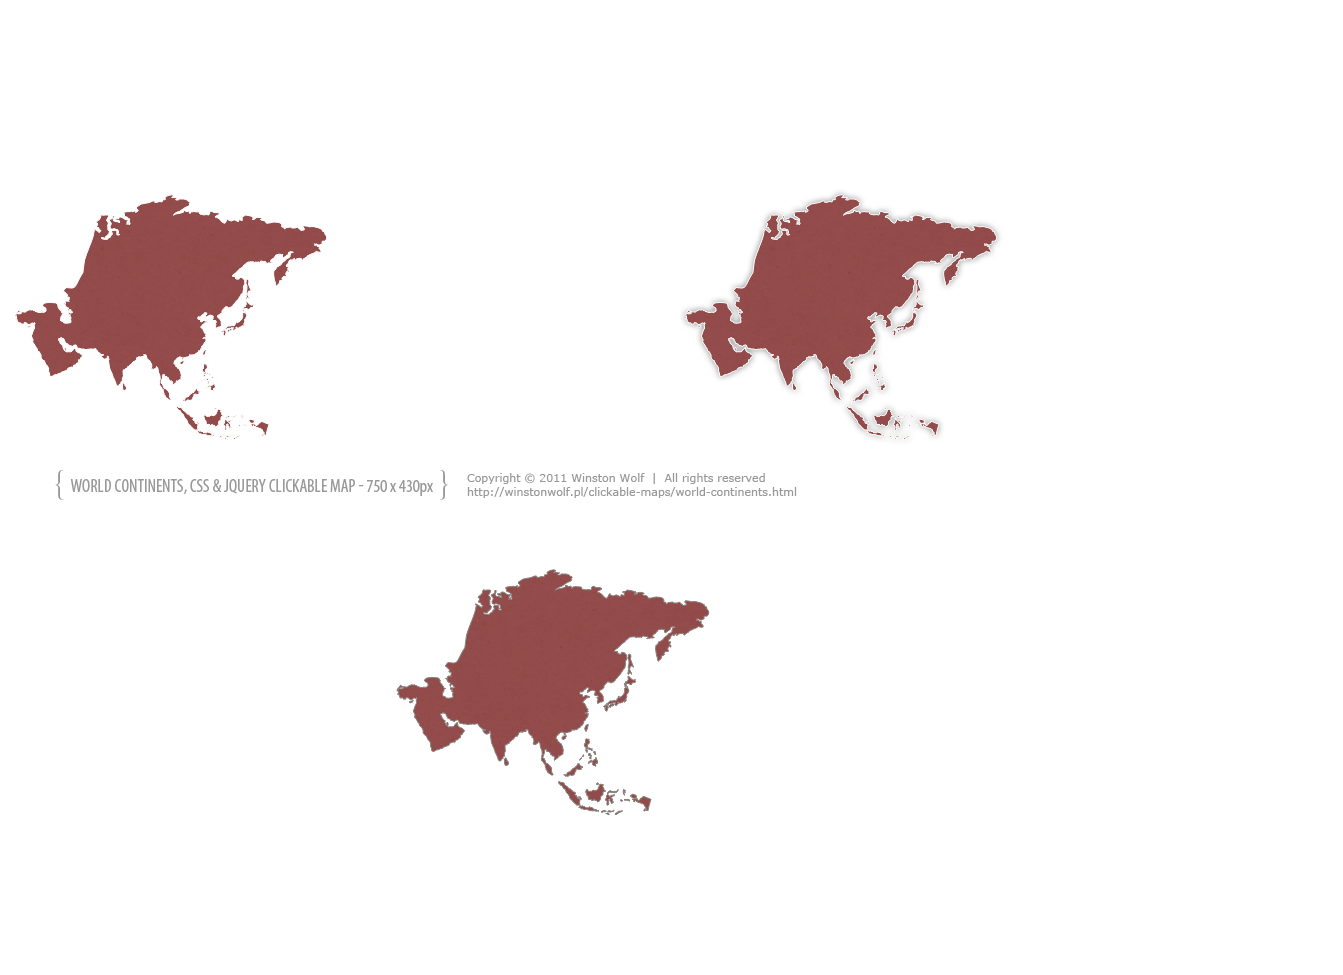 { WORLD CONTINENTS, CSS & JQUERY CLICKABLE MAP - 750 x 430px }
Copyright © 2011 Winston Wolf | All rights reserved
http://winstonwolf.pl/clickable-maps/world-continents.html